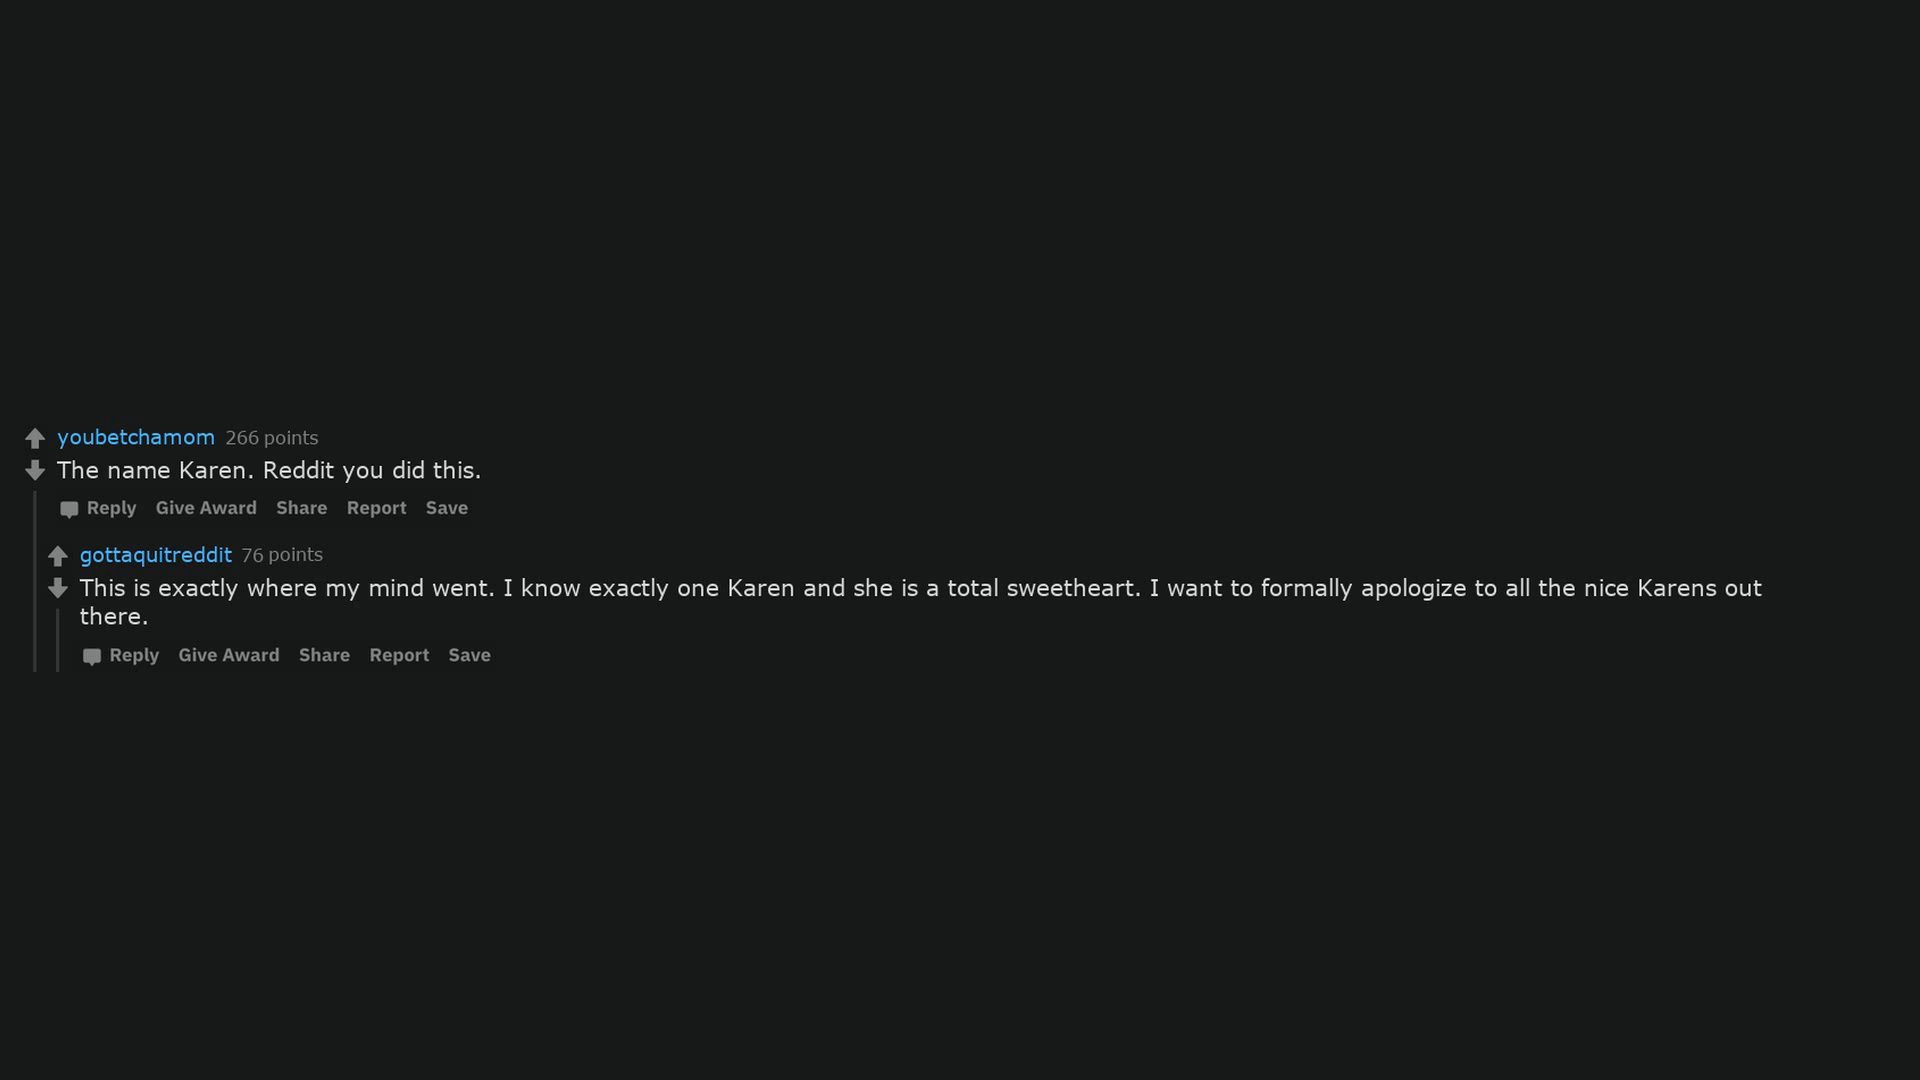 youbetchamom 266 points
The name Karen. Reddit you did this.
Reply Give Award Share Report Save
gottaquitreddit 76 points
This is exactly where my mind went. I know exactly one Karen and she is a total sweetheart. I want to formally apologize to all the nice Karens out
there.
Reply Give Award Share Report Save